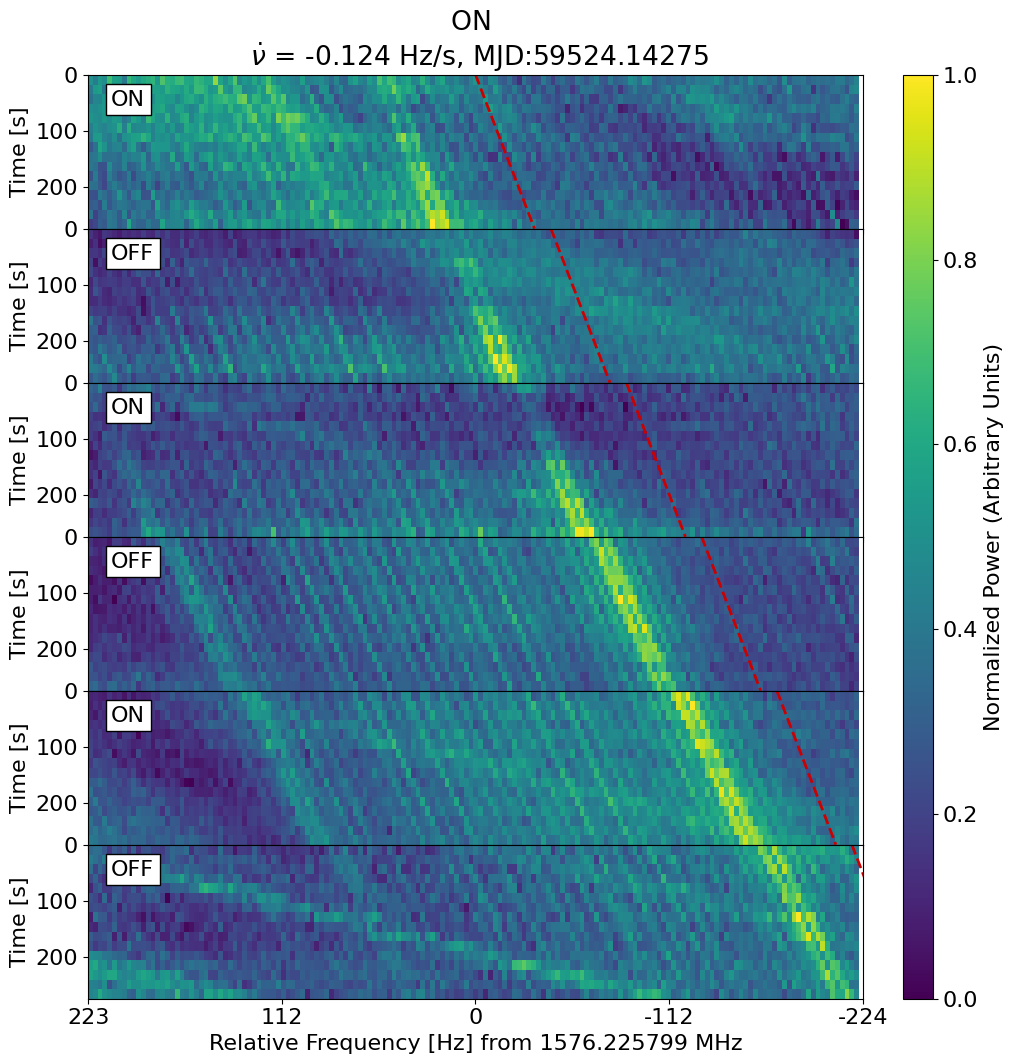 ON
ν̇ = -0.124 Hz/s, MJD:59524.14275
0
ON
100
Time [s]
200
0
OFF
100
Time [s]
200
0
ON
100
Time [s]
200
0
OFF
100
Time [s]
200
0
ON
100
Time [s]
200
0
OFF
100
Time [s]
200
223 112 0 -112 -224
Relative Frequency [Hz] from 1576.225799 MHz
1.0
0.8
0.6
0.4
0.2
0.0
Normalized Power (Arbitrary Units)